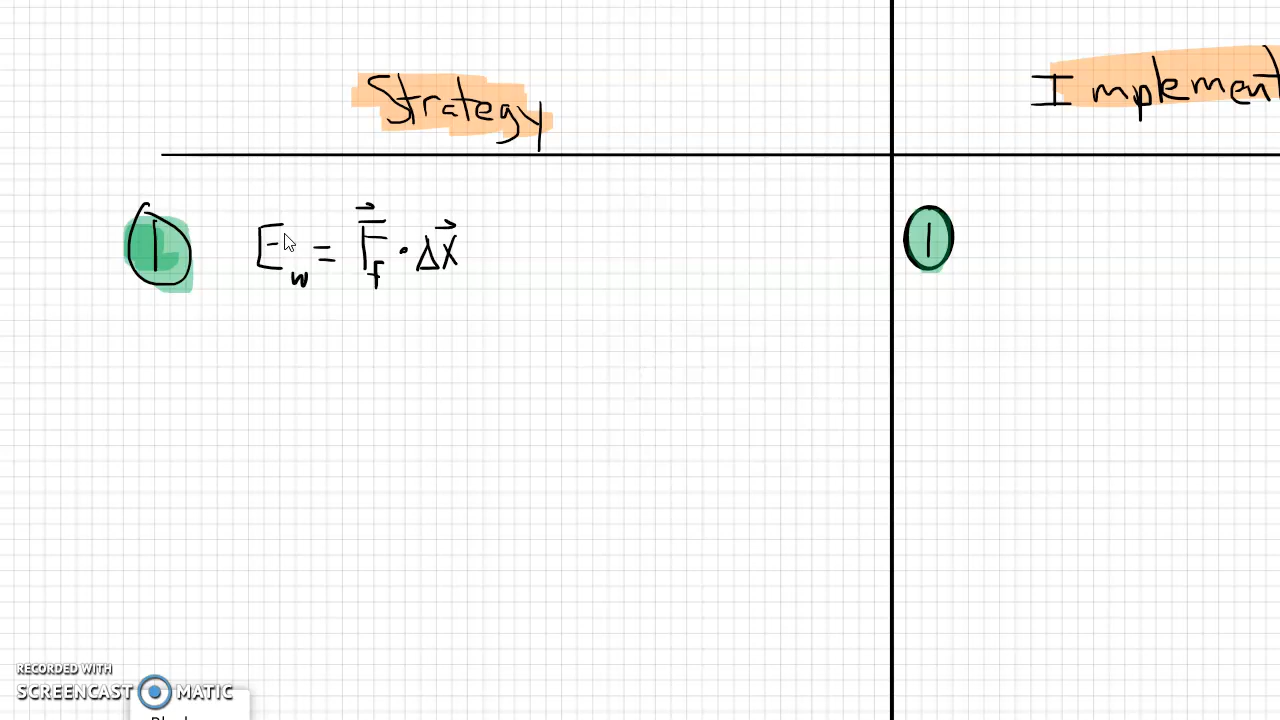 Strategy
Implement
1 E_w = F⃗_f · Δx⃗
1
RECORDED WITH
SCREENCAST MATIC